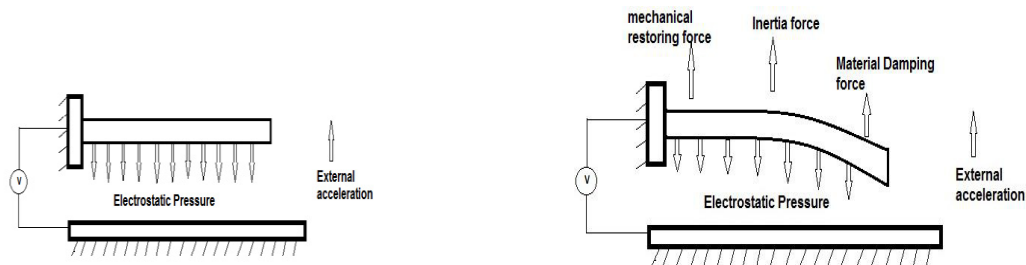 V
External
acceleration
Electrostatic Pressure
mechanical
restoring force
Inertia force
Material Damping
force
V
External
acceleration
Electrostatic Pressure